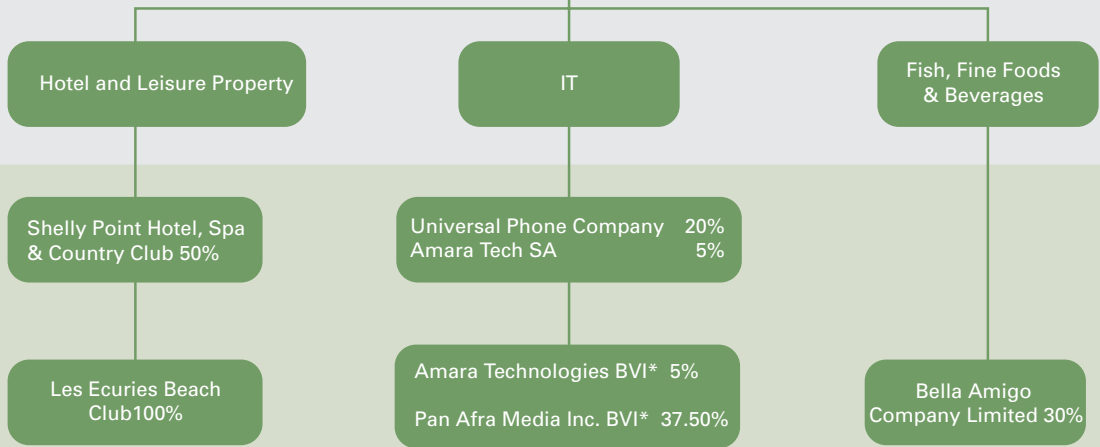 Hotel and Leisure Property
IT
Fish, Fine Foods
& Beverages
Shelly Point Hotel, Spa
& Country Club 50%
Universal Phone Company 20%
Amara Tech SA 5%
Les Ecuries Beach
Club100%
Amara Technologies BVI* 5%
Pan Afra Media Inc. BVI* 37.50%
Bella Amigo
Company Limited 30%